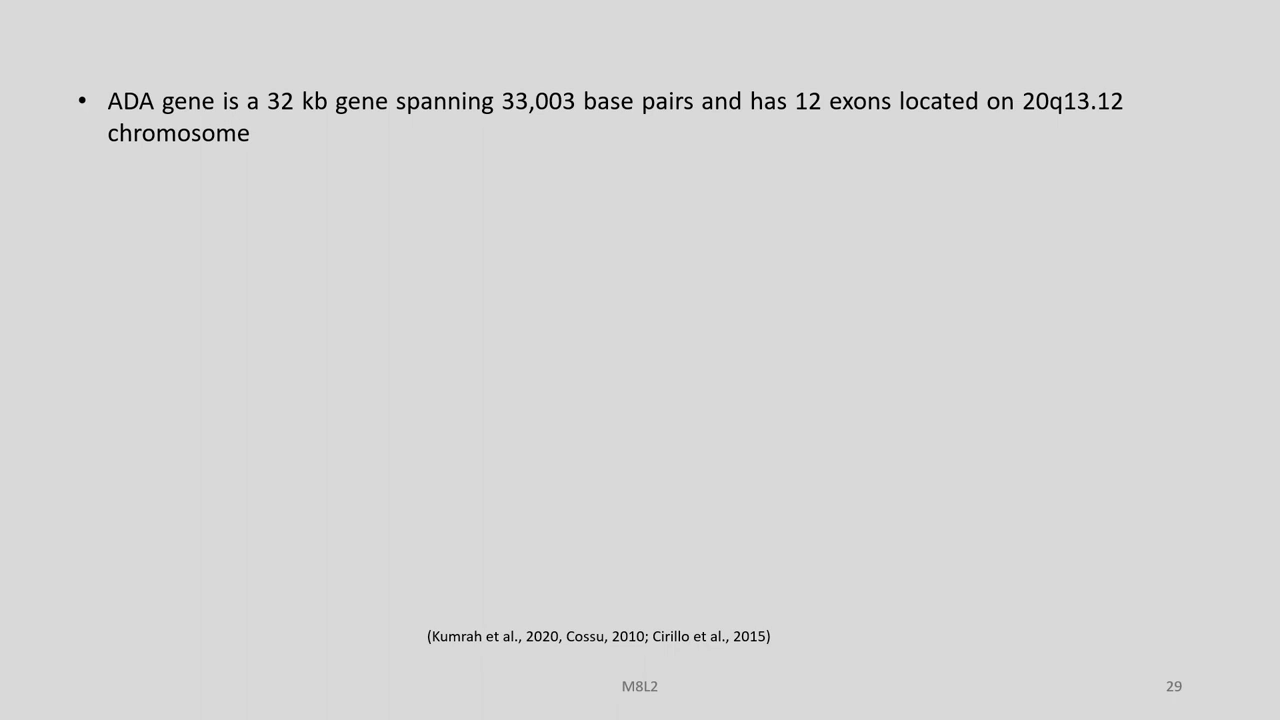 • ADA gene is a 32 kb gene spanning 33,003 base pairs and has 12 exons located on 20q13.12
chromosome
(Kumrah et al., 2020, Cossu, 2010; Cirillo et al., 2015)
M8L2
29